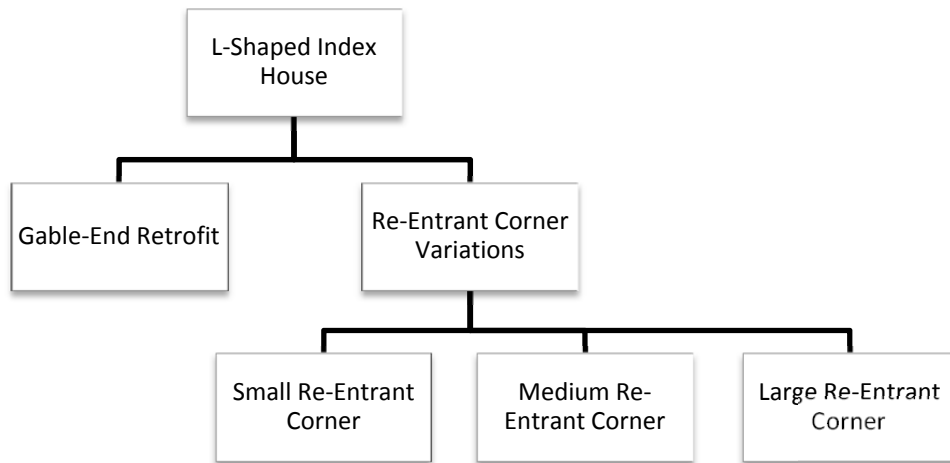 L-Shaped Index
House
Gable-End Retrofit
Re-Entrant Corner
Variations
Small Re-Entrant
Corner
Medium Re-
Entrant Corner
Large Re-Entrant
Corner